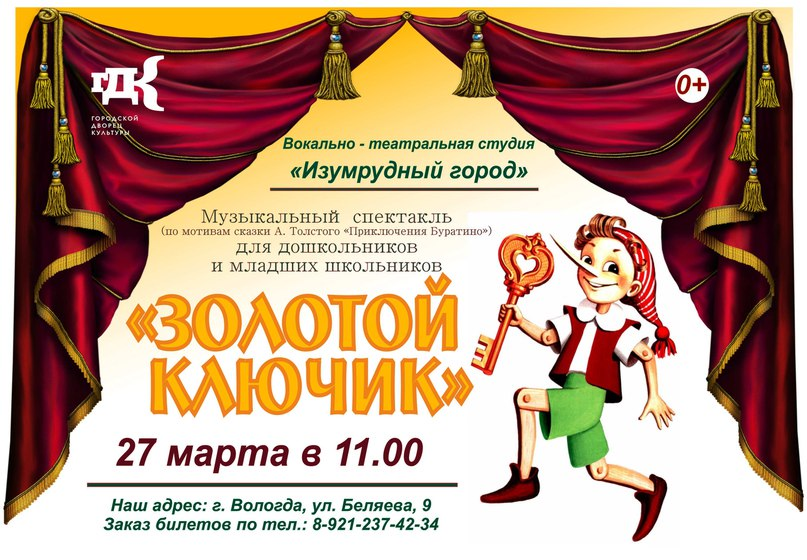 гДК
ГОРОДСКОЙ
ДВОРЕЦ
КУЛЬТУРЫ
0+
Вокально - театральная студия
«Изумрудный город»
Музыкальный спектакль
(по мотивам сказки А. Толстого «Приключения Буратино»)
для дошкольников
и младших школьников
«ЗОЛОТОЙ
КЛЮЧИК»
27 марта в 11.00
Наш адрес: г. Вологда, ул. Беляева, 9
Заказ билетов по тел.: 8-921-237-42-34